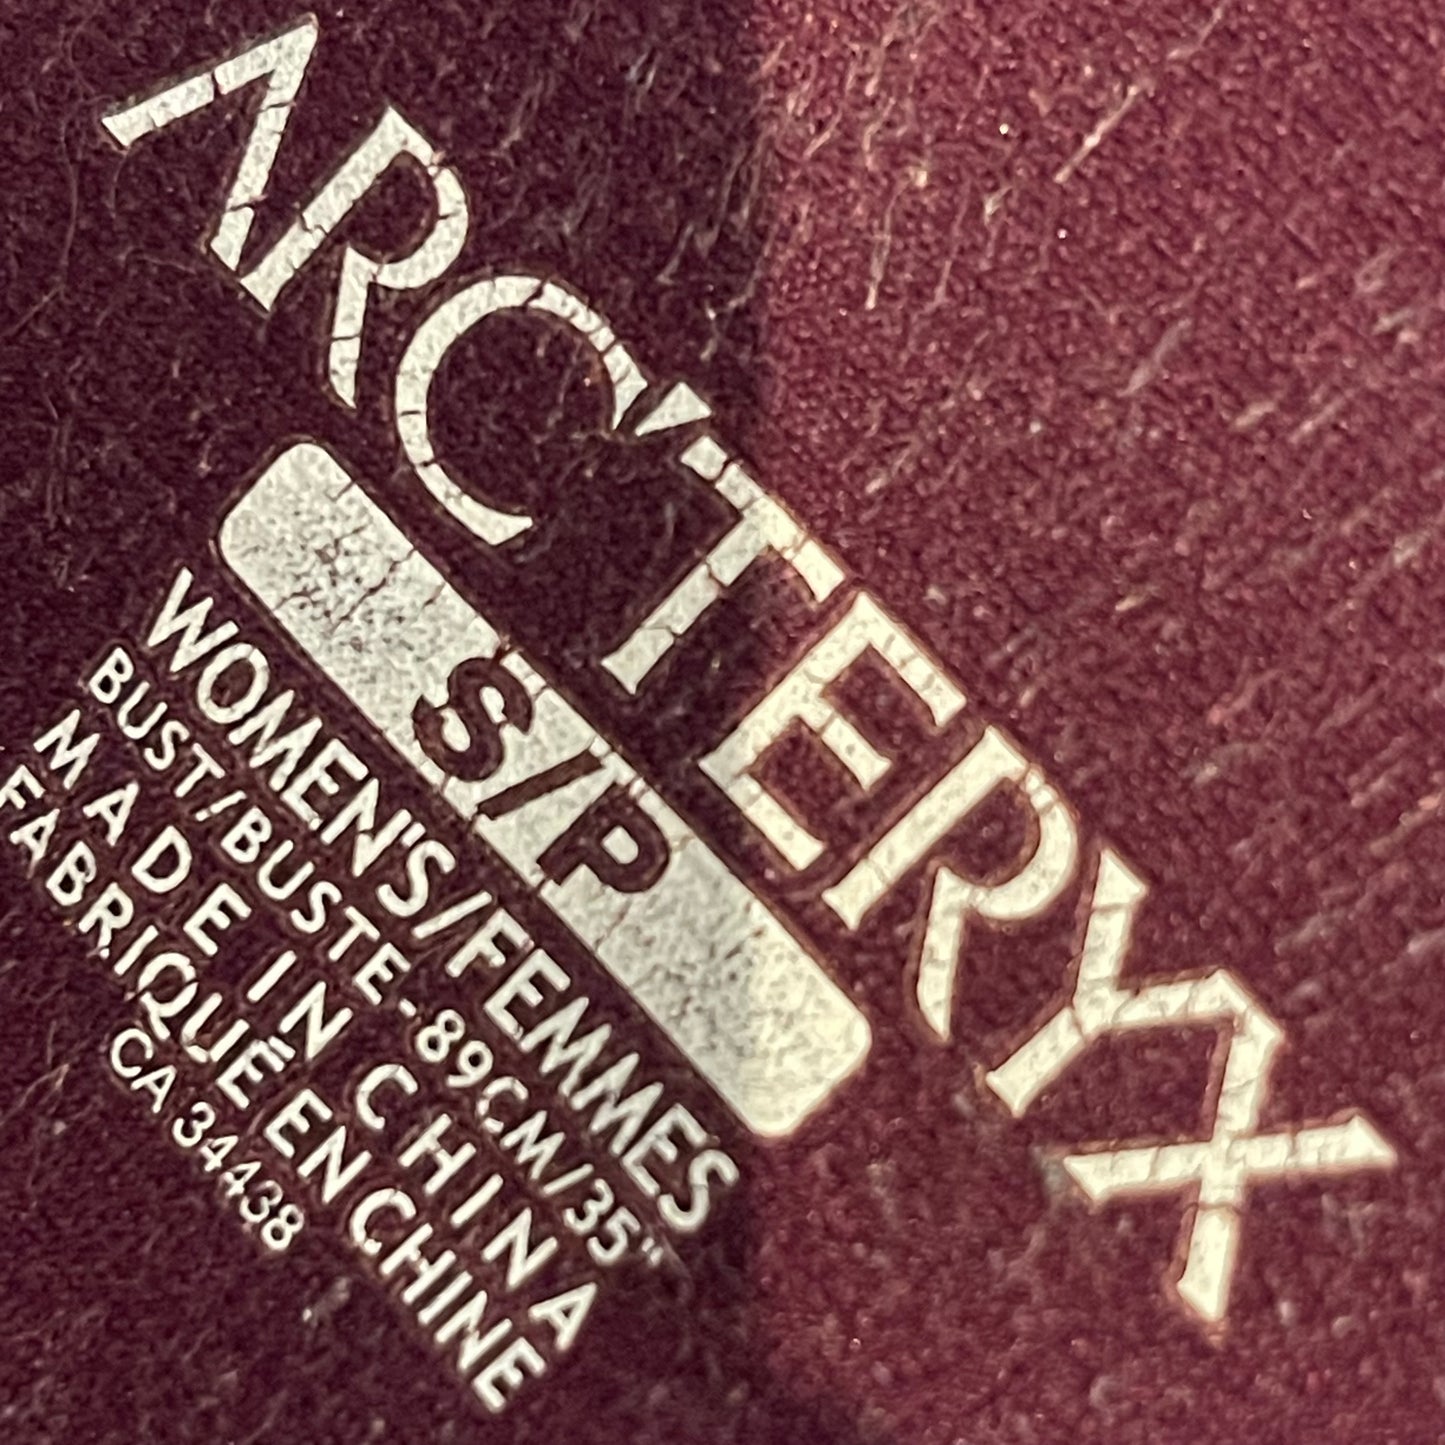 ARC'TERYX
S/P
WOMEN'S/FEMMES
BUST/BUSTE-89CM/35"
MADE IN CHINA
FABRIQUÉ EN CHINE
CA 34438